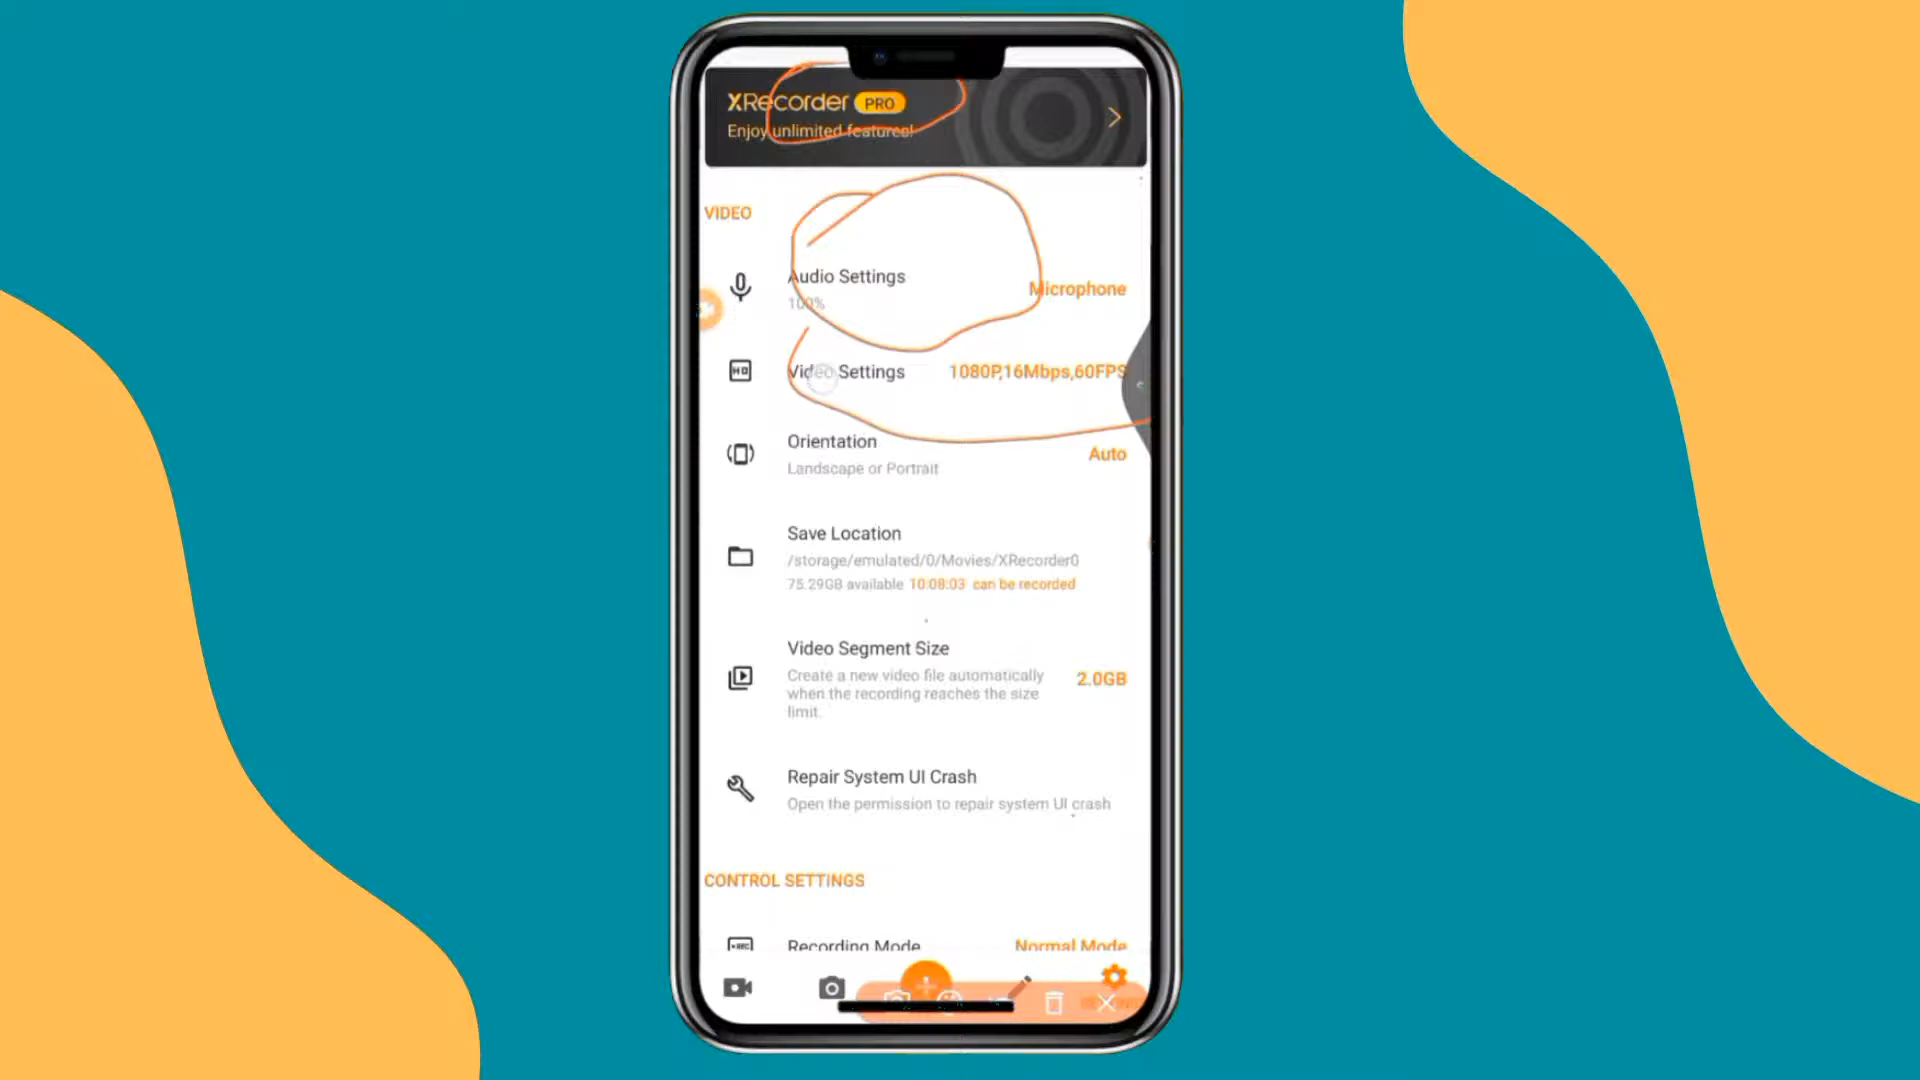 XRecorder PRO
Enjoy unlimited features!
VIDEO
Audio Settings
100%
Microphone
HD
Video Settings
1080P,16Mbps,60FPS
Orientation
Landscape or Portrait
Auto
Save Location
/storage/emulated/0/Movies/XRecorder0
75.29GB available 10:08:03 can be recorded
Video Segment Size
Create a new video file automatically
when the recording reaches the size
limit.
2.0GB
Repair System UI Crash
Open the permission to repair system UI crash
CONTROL SETTINGS
REC
Recording Mode
Normal Mode